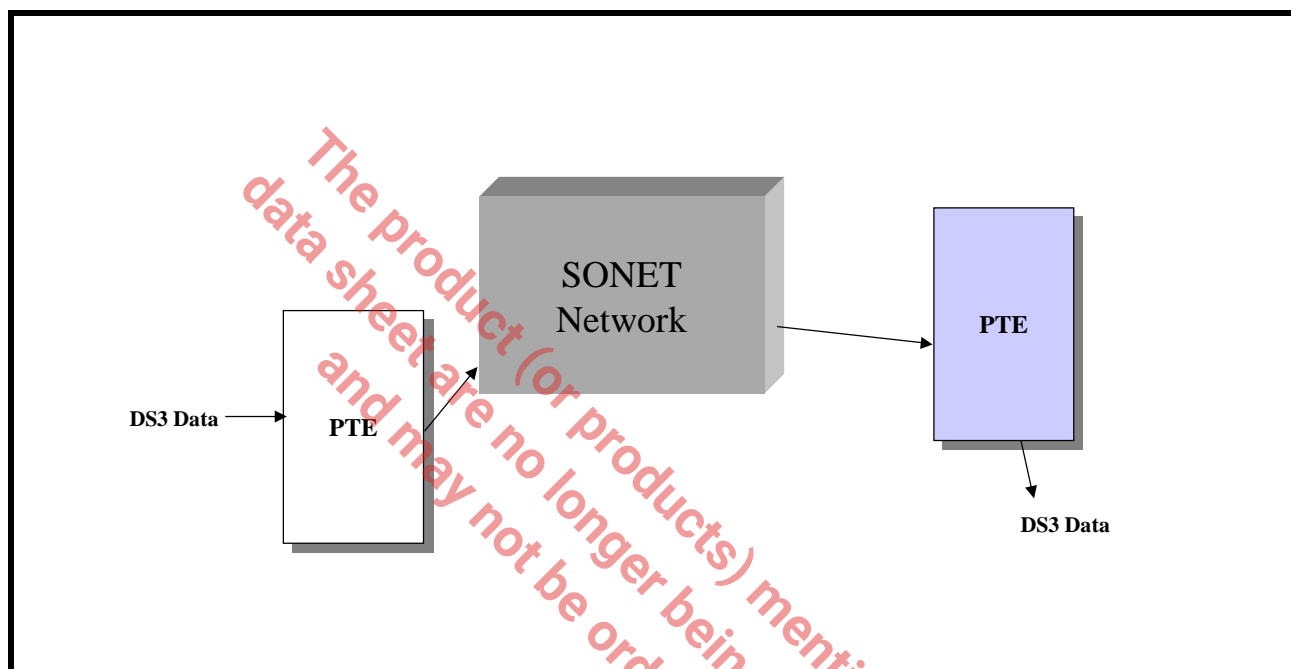 The product (or products) menti
data sheet are no longer bein
and may not be ord
SONET
Network
PTE
DS3 Data
PTE
DS3 Data